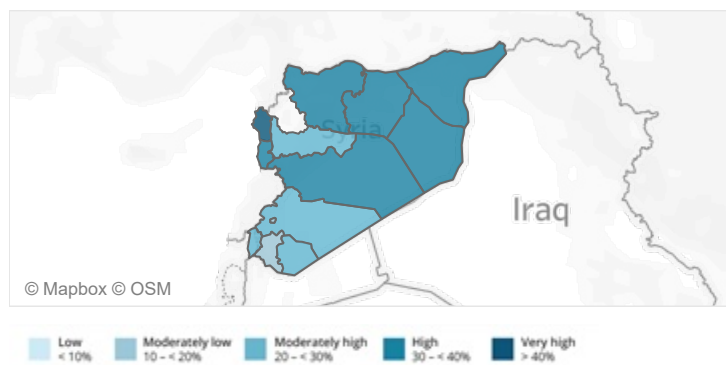 Syria
Iraq
© Mapbox © OSM
Low
< 10%
Moderately low
10 – < 20%
Moderately high
20 – < 30%
High
30 – < 40%
Very high
> 40%